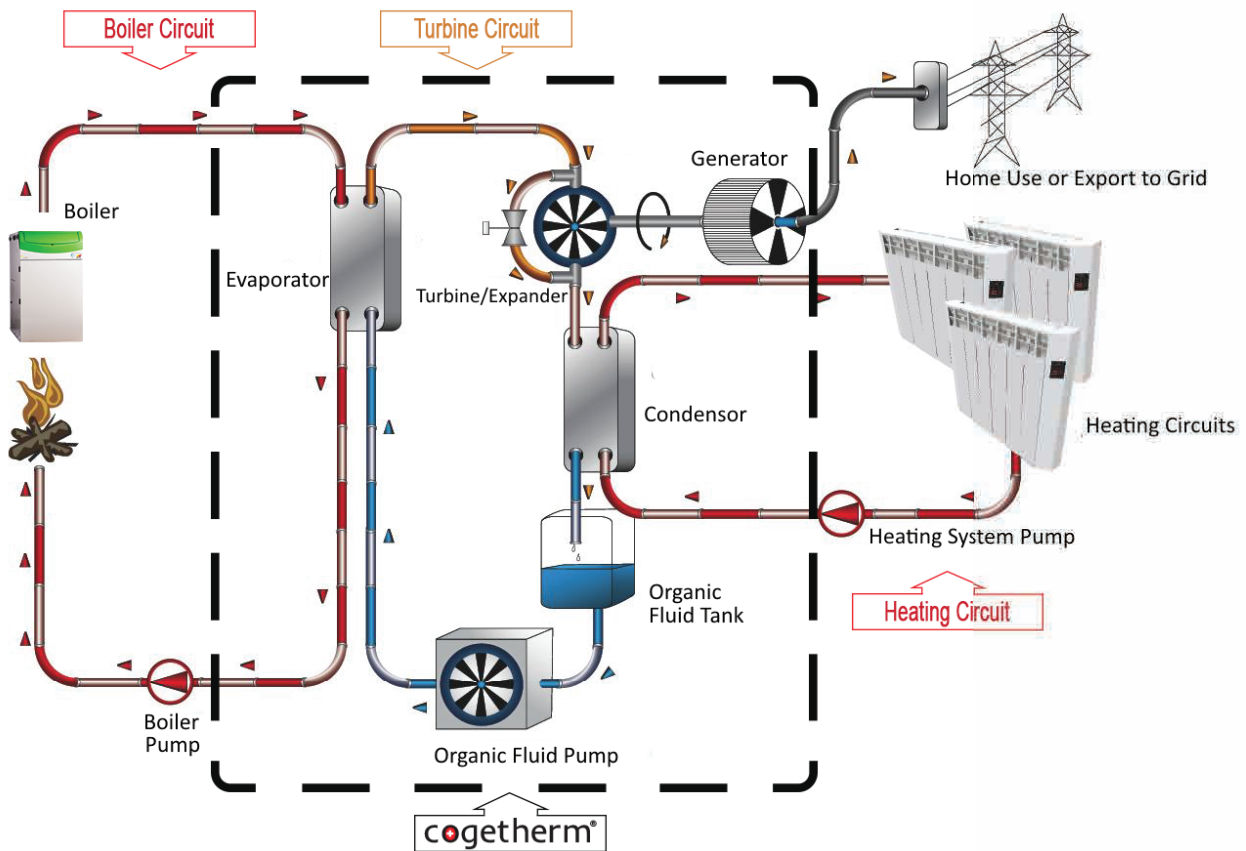 Boiler Circuit
Turbine Circuit
Generator
Home Use or Export to Grid
Boiler
Evaporator
Turbine/Expander
Condensor
Heating Circuits
Heating System Pump
Organic
Fluid Tank
Heating Circuit
Boiler
Pump
Organic Fluid Pump
cogetherm®